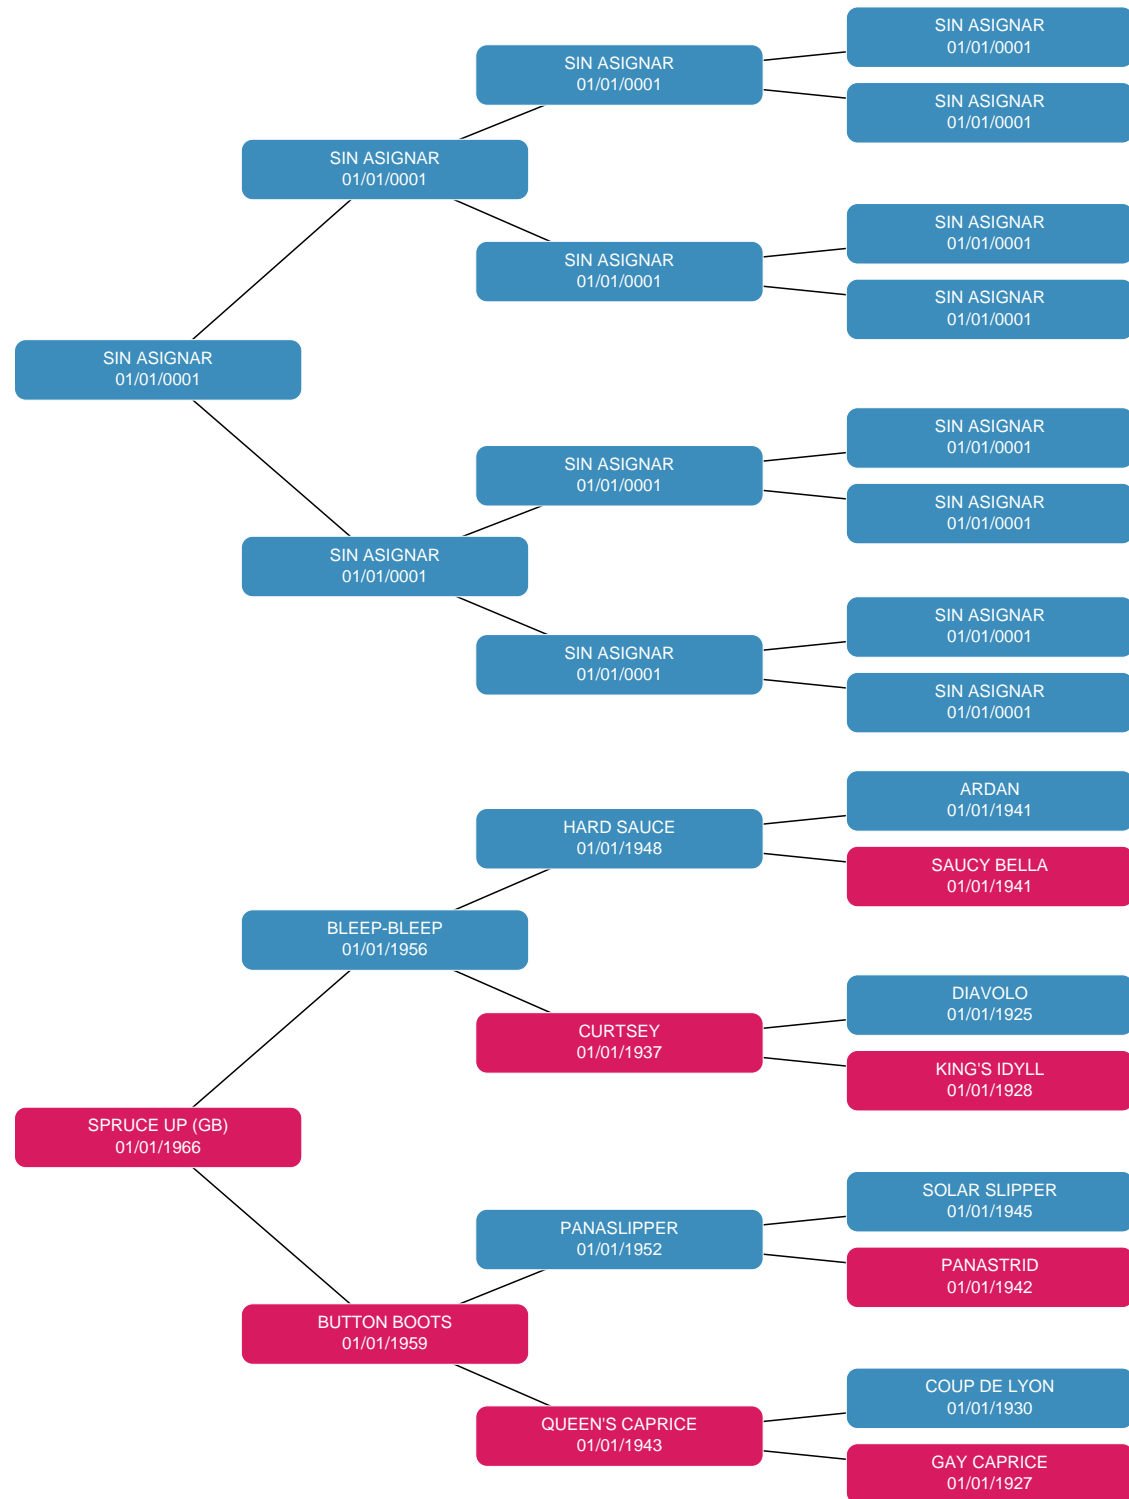 SIN ASIGNAR
01/01/0001
SIN ASIGNAR
01/01/0001
SIN ASIGNAR
01/01/0001
SIN ASIGNAR
01/01/0001
SIN ASIGNAR
01/01/0001
SIN ASIGNAR
01/01/0001
SIN ASIGNAR
01/01/0001
SIN ASIGNAR
01/01/0001
SIN ASIGNAR
01/01/0001
SIN ASIGNAR
01/01/0001
SIN ASIGNAR
01/01/0001
SIN ASIGNAR
01/01/0001
SIN ASIGNAR
01/01/0001
SIN ASIGNAR
01/01/0001
SIN ASIGNAR
01/01/0001
ARDAN
01/01/1941
HARD SAUCE
01/01/1948
SAUCY BELLA
01/01/1941
BLEEP-BLEEP
01/01/1956
DIAVOLO
01/01/1925
CURTSEY
01/01/1937
KING'S IDYLL
01/01/1928
SPRUCE UP (GB)
01/01/1966
SOLAR SLIPPER
01/01/1945
PANASLIPPER
01/01/1952
PANASTRID
01/01/1942
BUTTON BOOTS
01/01/1959
COUP DE LYON
01/01/1930
QUEEN'S CAPRICE
01/01/1943
GAY CAPRICE
01/01/1927